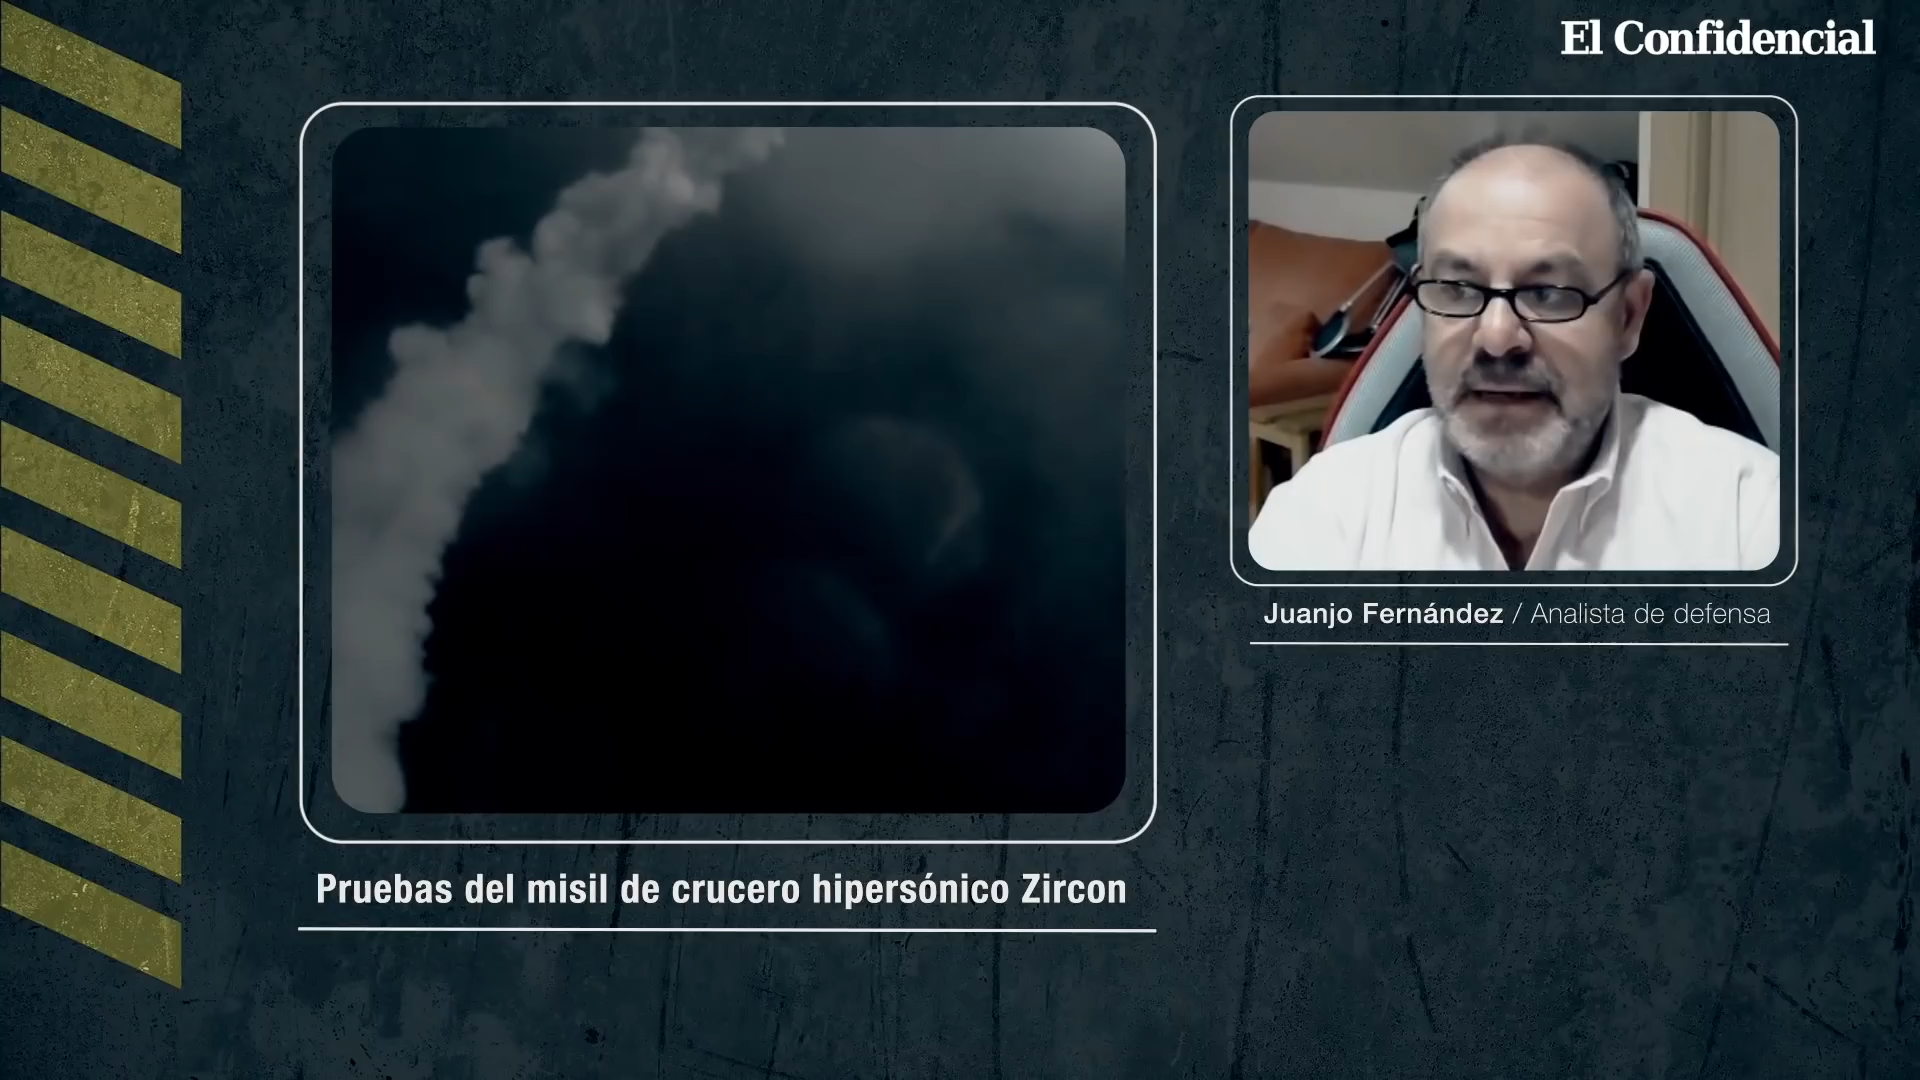 El Confidencial
Juanjo Fernández / Analista de defensa
Pruebas del misil de crucero hipersónico Zircon